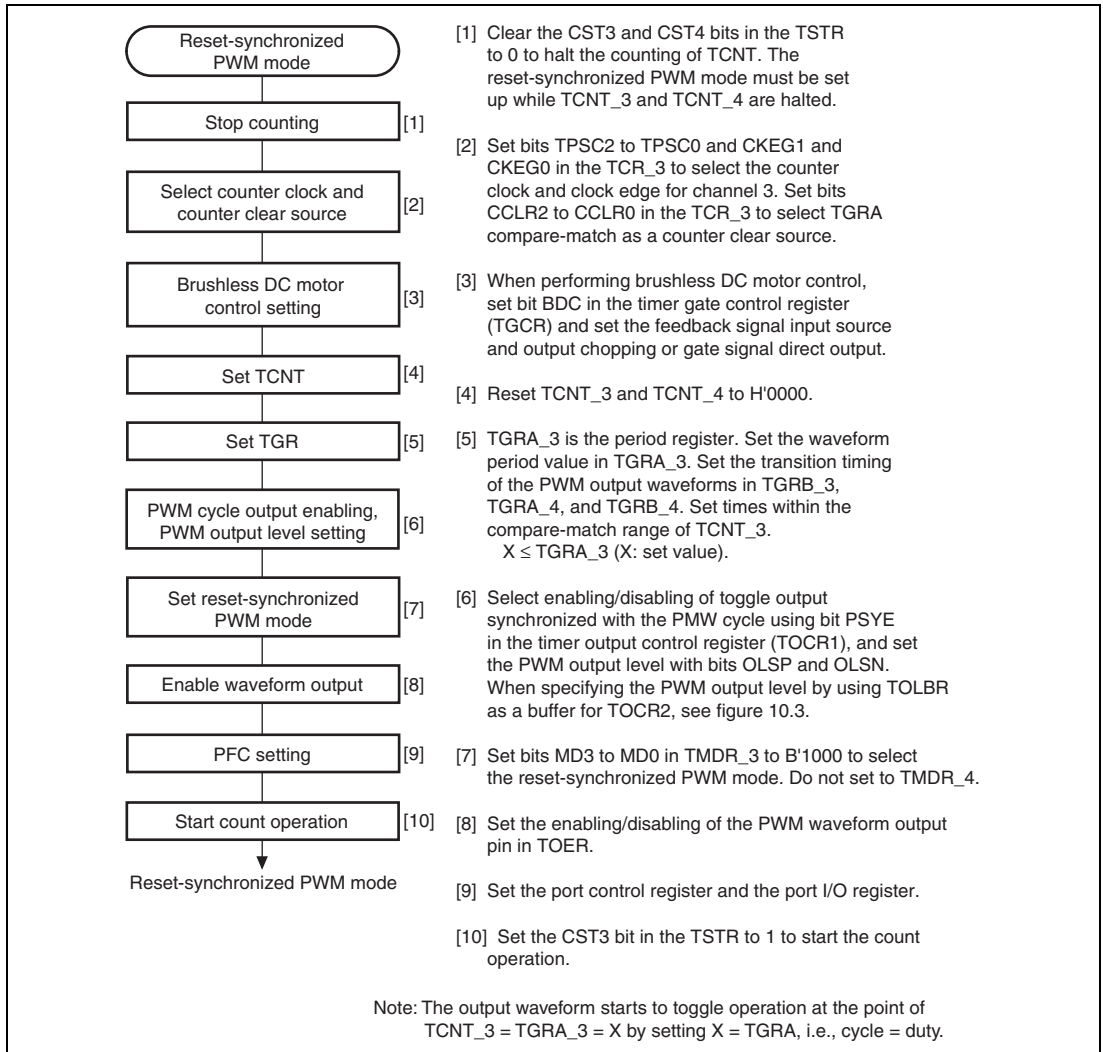 Reset-synchronized
PWM mode
Stop counting
[1]
Select counter clock and
counter clear source
[2]
Brushless DC motor
control setting
[3]
Set TCNT
[4]
Set TGR
[5]
PWM cycle output enabling,
PWM output level setting
[6]
Set reset-synchronized
PWM mode
[7]
Enable waveform output
[8]
PFC setting
[9]
Start count operation
[10]
Reset-synchronized PWM mode
[1] Clear the CST3 and CST4 bits in the TSTR
to 0 to halt the counting of TCNT. The
reset-synchronized PWM mode must be set
up while TCNT_3 and TCNT_4 are halted.
[2] Set bits TPSC2 to TPSC0 and CKEG1 and
CKEG0 in the TCR_3 to select the counter
clock and clock edge for channel 3. Set bits
CCLR2 to CCLR0 in the TCR_3 to select TGRA
compare-match as a counter clear source.
[3] When performing brushless DC motor control,
set bit BDC in the timer gate control register
(TGCR) and set the feedback signal input source
and output chopping or gate signal direct output.
[4] Reset TCNT_3 and TCNT_4 to H'0000.
[5] TGRA_3 is the period register. Set the waveform
period value in TGRA_3. Set the transition timing
of the PWM output waveforms in TGRB_3,
TGRA_4, and TGRB_4. Set times within the
compare-match range of TCNT_3.
X ≤ TGRA_3 (X: set value).
[6] Select enabling/disabling of toggle output
synchronized with the PMW cycle using bit PSYE
in the timer output control register (TOCR1), and set
the PWM output level with bits OLSP and OLSN.
When specifying the PWM output level by using TOLBR
as a buffer for TOCR2, see figure 10.3.
[7] Set bits MD3 to MD0 in TMDR_3 to B'1000 to select
the reset-synchronized PWM mode. Do not set to TMDR_4.
[8] Set the enabling/disabling of the PWM waveform output
pin in TOER.
[9] Set the port control register and the port I/O register.
[10] Set the CST3 bit in the TSTR to 1 to start the count
operation.
Note: The output waveform starts to toggle operation at the point of
TCNT_3 = TGRA_3 = X by setting X = TGRA, i.e., cycle = duty.